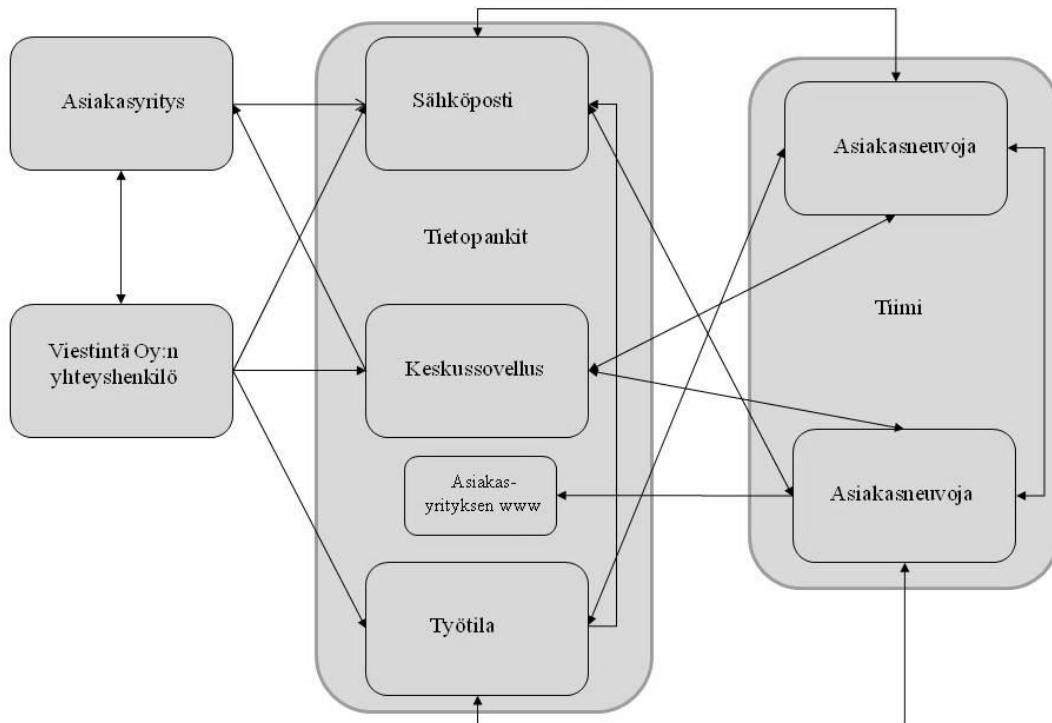 Asiakasyritys
Sähköposti
Asiakasneuvoja
Tietopankit
Tiimi
Viestintä Oy:n
yhteyshenkilö
Keskussovellus
Asiakas-
yrityksen www
Asiakasneuvoja
Työtila